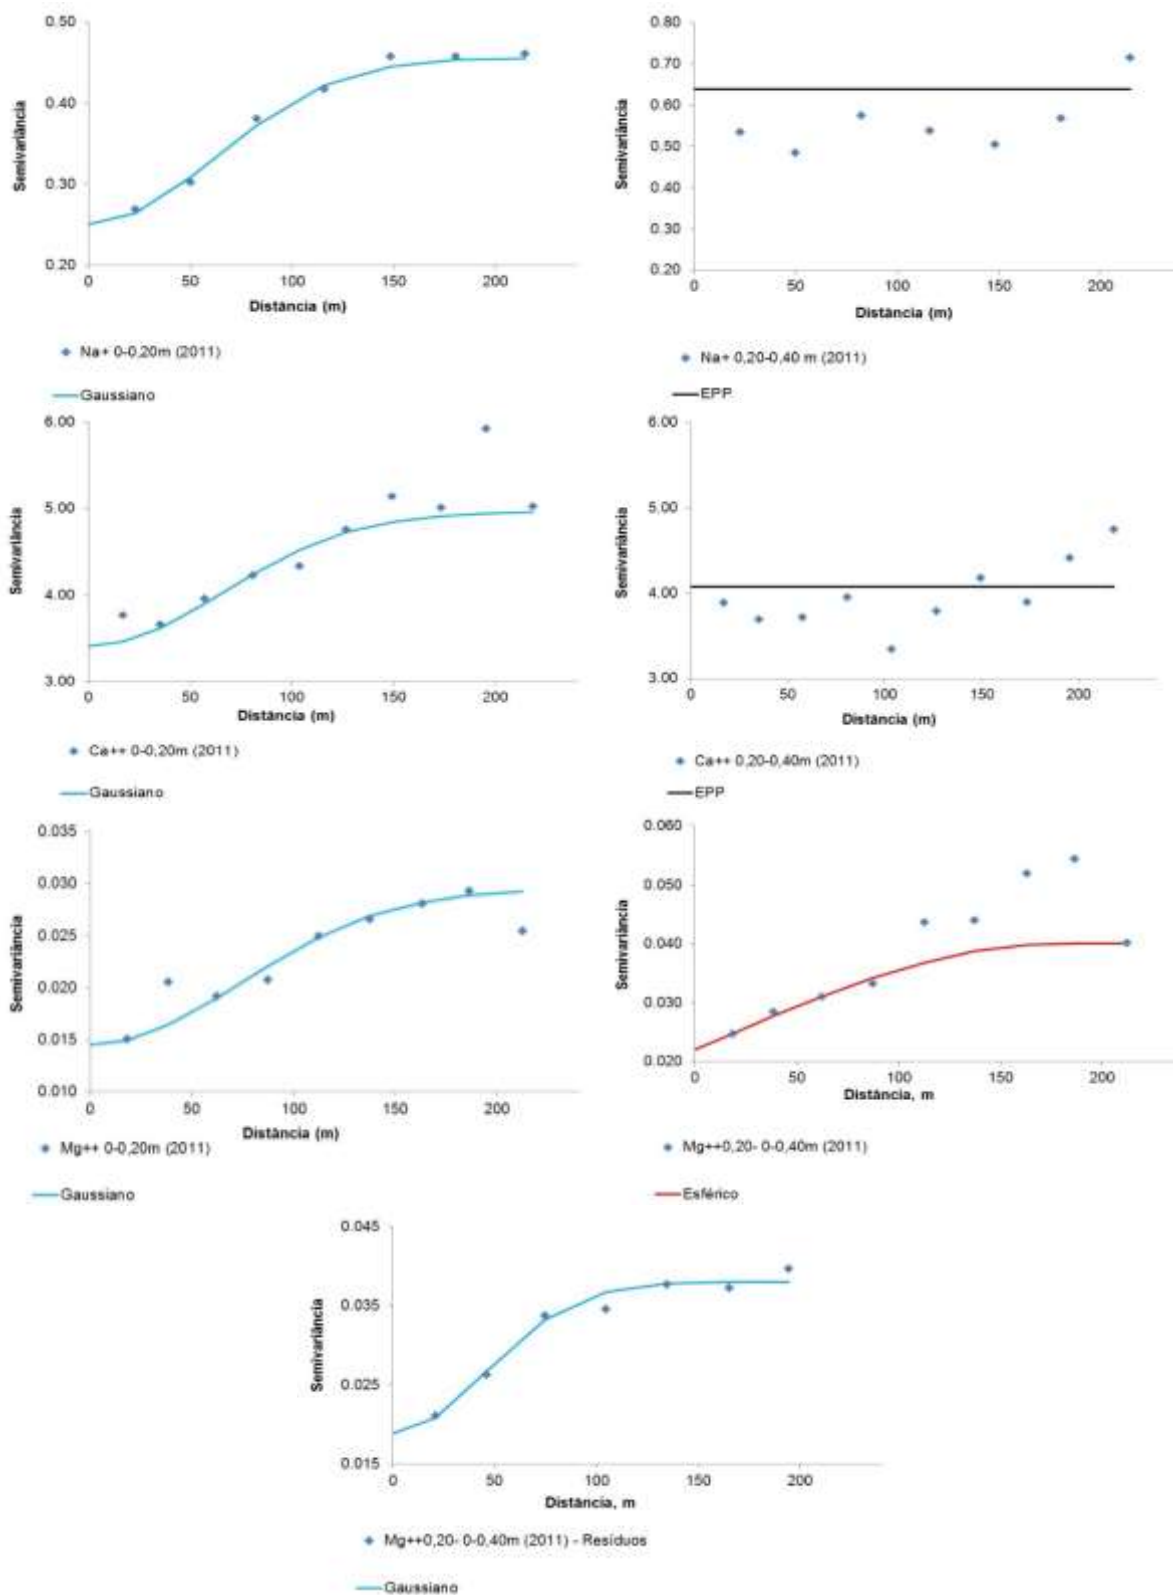 0.50
0.40
0.30
0.20
Semivariância
0 50 100 150 200
Distância (m)
Na+ 0-0,20m (2011)
Gaussiano
0.80
0.70
0.60
0.50
0.40
0.30
0.20
Semivariância
0 50 100 150 200
Distância (m)
Na+ 0,20-0,40 m (2011)
EPP
6.00
5.00
4.00
3.00
Semivariância
0 50 100 150 200
Distância (m)
Ca++ 0-0,20m (2011)
Gaussiano
6.00
5.00
4.00
3.00
Semivariância
0 50 100 150 200
Distância (m)
Ca++ 0,20-0,40m (2011)
EPP
0.035
0.030
0.025
0.020
0.015
0.010
Semivariância
0 50 100 150 200
Distância (m)
Mg++ 0-0,20m (2011)
Gaussiano
0.060
0.050
0.040
0.030
0.020
Semivariância
0 50 100 150 200
Distância, m
Mg++0,20- 0-0,40m (2011)
Esférico
0.045
0.035
0.025
0.015
Semivariância
0 50 100 150 200
Distância, m
Mg++0,20- 0-0,40m (2011) - Resíduos
Gaussiano